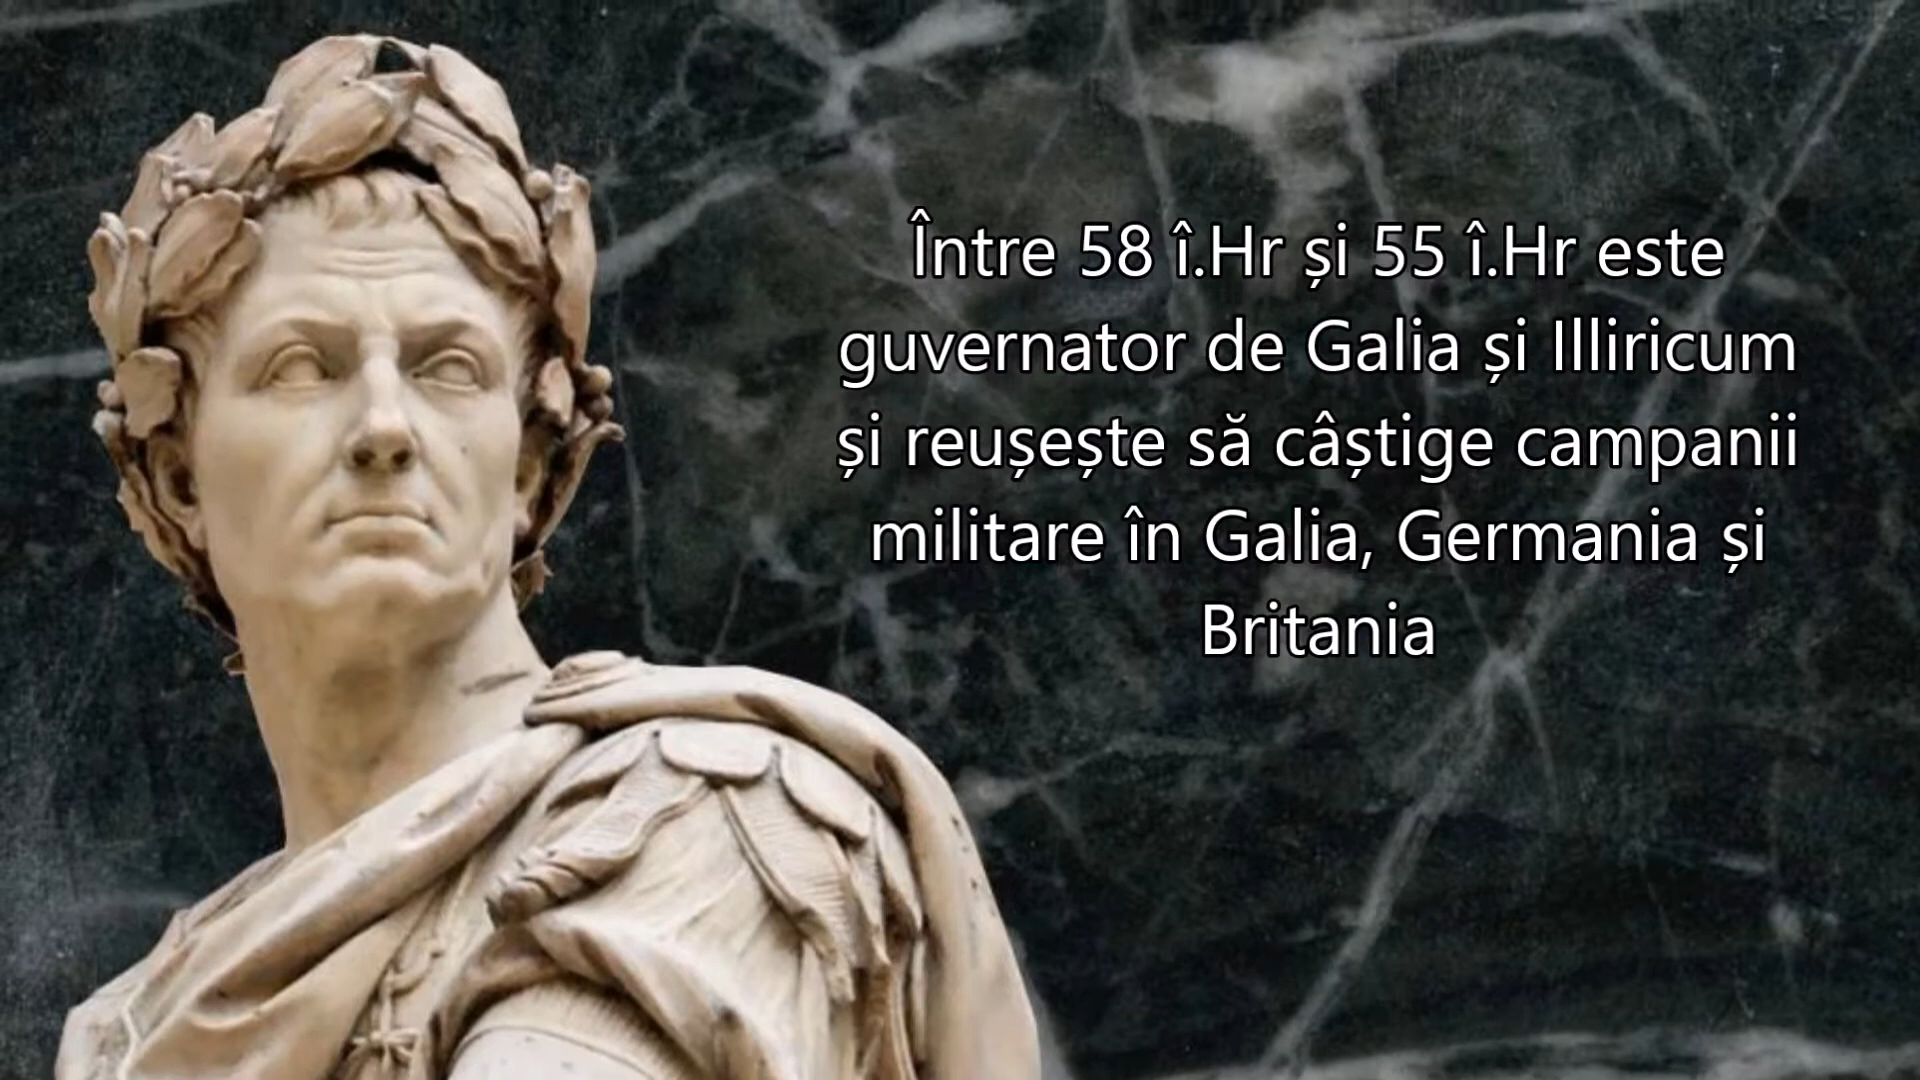 Între 58 î.Hr și 55 î.Hr este
guvernator de Galia și Illiricum
și reușește să câștige campanii
militare în Galia, Germania și
Britania